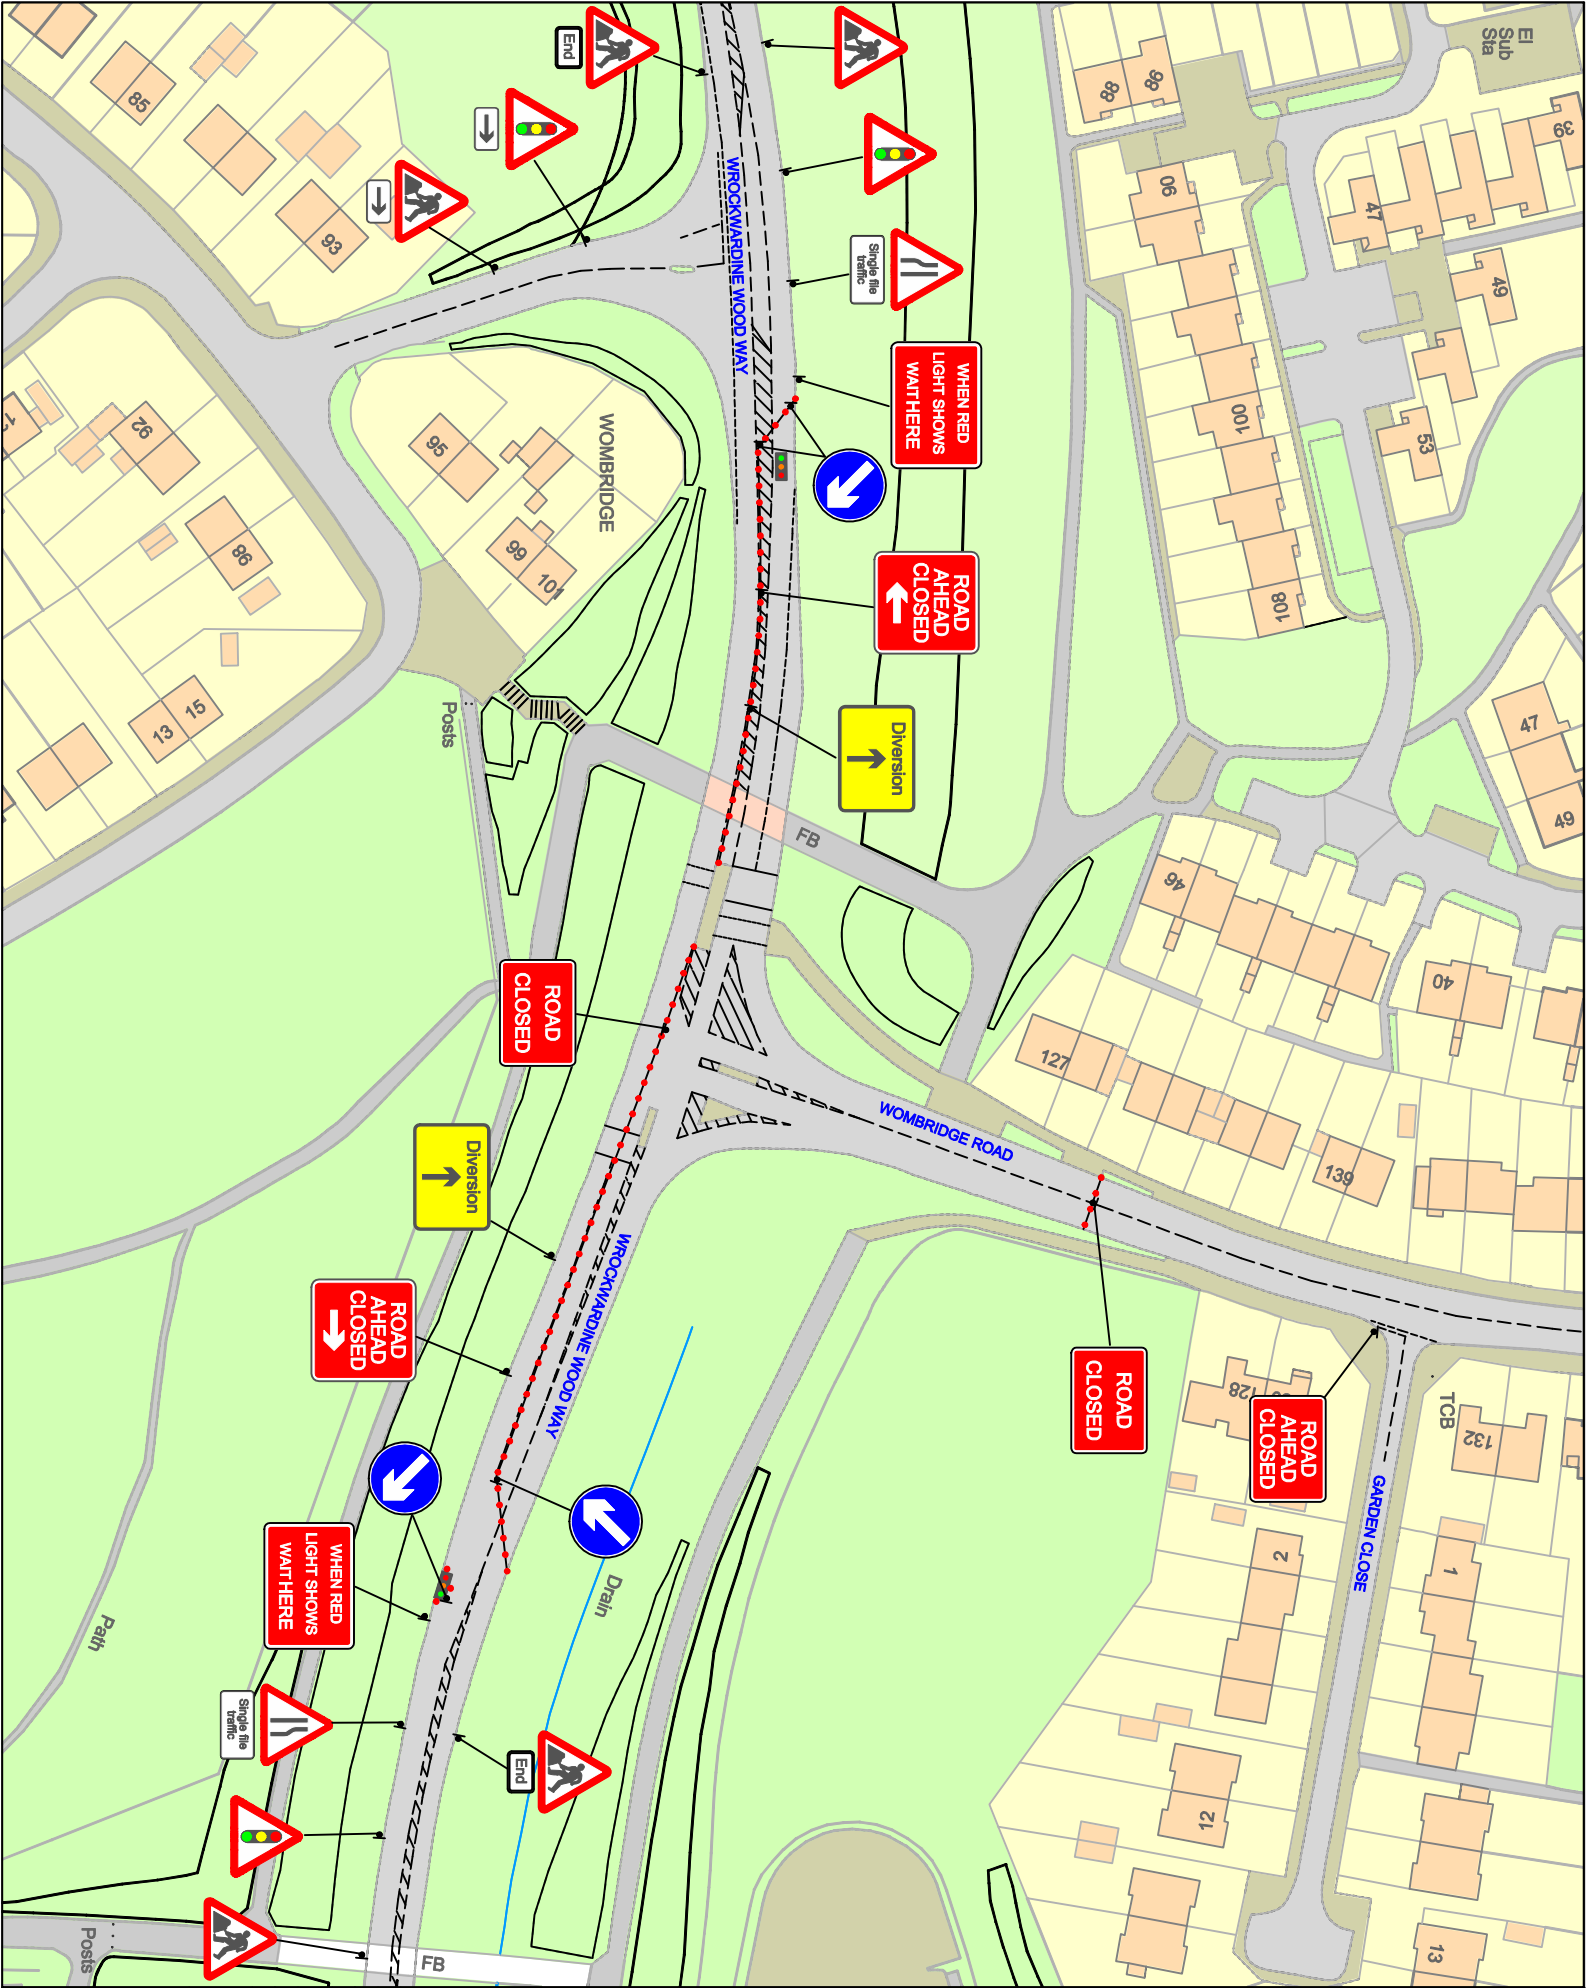 El
Sub
Sta
39
88
86
85
End
90
47
93
49
Single file
traffic
WROCKWARDINE WOOD WAY
WHEN RED
LIGHT SHOWS
WAIT HERE
100
53
92
95
WOMBRIDGE
99
101
98
ROAD
AHEAD
CLOSED
108
15
13
Posts
Diversion
47
49
FB
46
40
ROAD
CLOSED
127
WOMBRIDGE ROAD
139
Diversion
WROCKWARDINE WOOD WAY
ROAD
AHEAD
CLOSED
ROAD
CLOSED
128
ROAD
AHEAD
CLOSED
TCB
132
GARDEN CLOSE
2
1
WHEN RED
LIGHT SHOWS
WAIT HERE
Drain
Path
Single file
traffic
End
12
13
Posts
FB